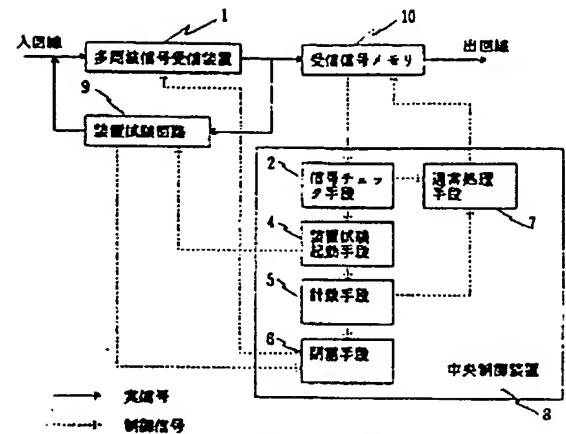 1
10
入回線
多周波信号受信装置
受信信号メモリ
出回線
9
装置試験回路
2
信号チェッ
ク手段
通常処理
手段
7
4
装置試験
起動手段
5
計数手段
6
閉塞手段
中央制御装置
8
実信号
制御信号